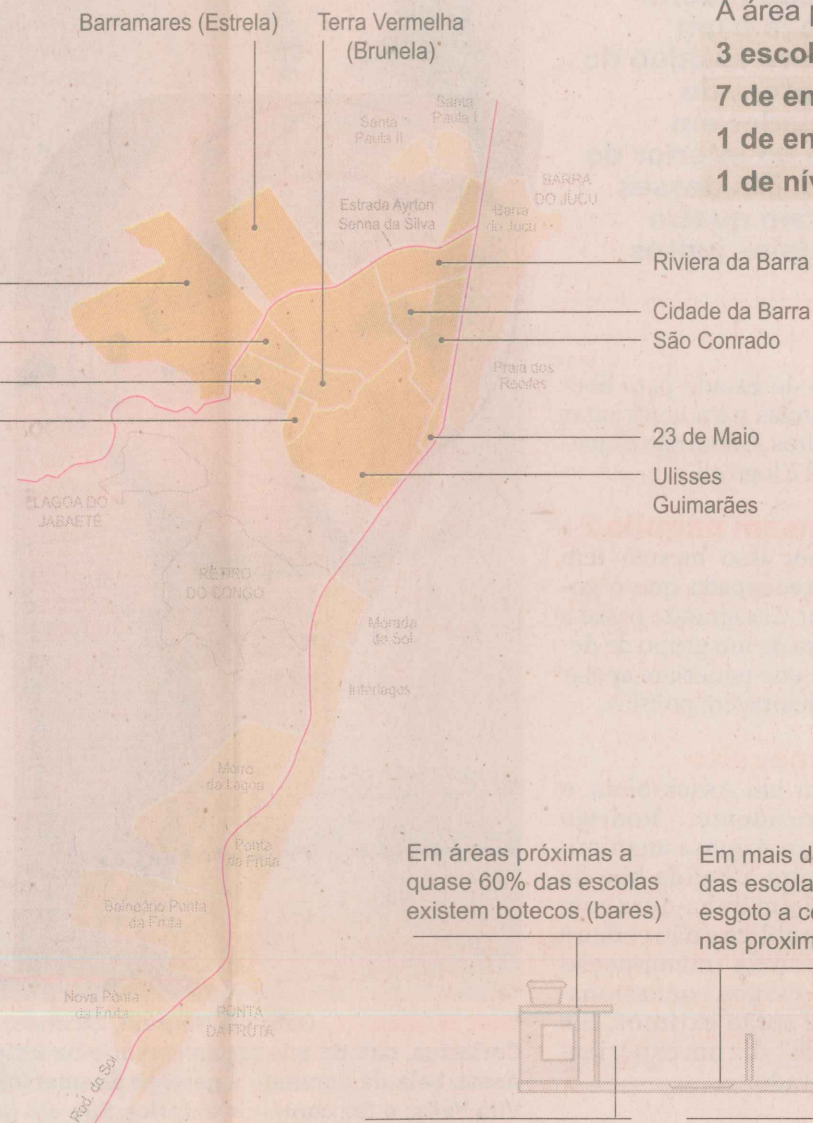 Barramares (Estrela)
Terra Vermelha
(Brunela)
A área p
3 escol
7 de en
1 de en
1 de nív
Santa
Paula II
Santa
Paula I
BARRA
DO JUCU
Estrada Ayrton
Senna da Silva
Barra
do Jucu
Riviera da Barra
Cidade da Barra
São Conrado
Praia dos
Recifes
23 de Maio
Ulisses
Guimarães
LAGOA DO
JABAETÉ
RETIRO
DO CONGO
Morada
do Sol
Interlagos
Morro
da Lagoa
Ponta
da Fruta
Balneário Ponta
da Fruta
Nova Ponta
da Fruta
PONTA
DA FRUTA
Rod. do Sol
Em áreas próximas a
quase 60% das escolas
existem botecos (bares)
Em mais d
das escola
esgoto a c
nas proxim